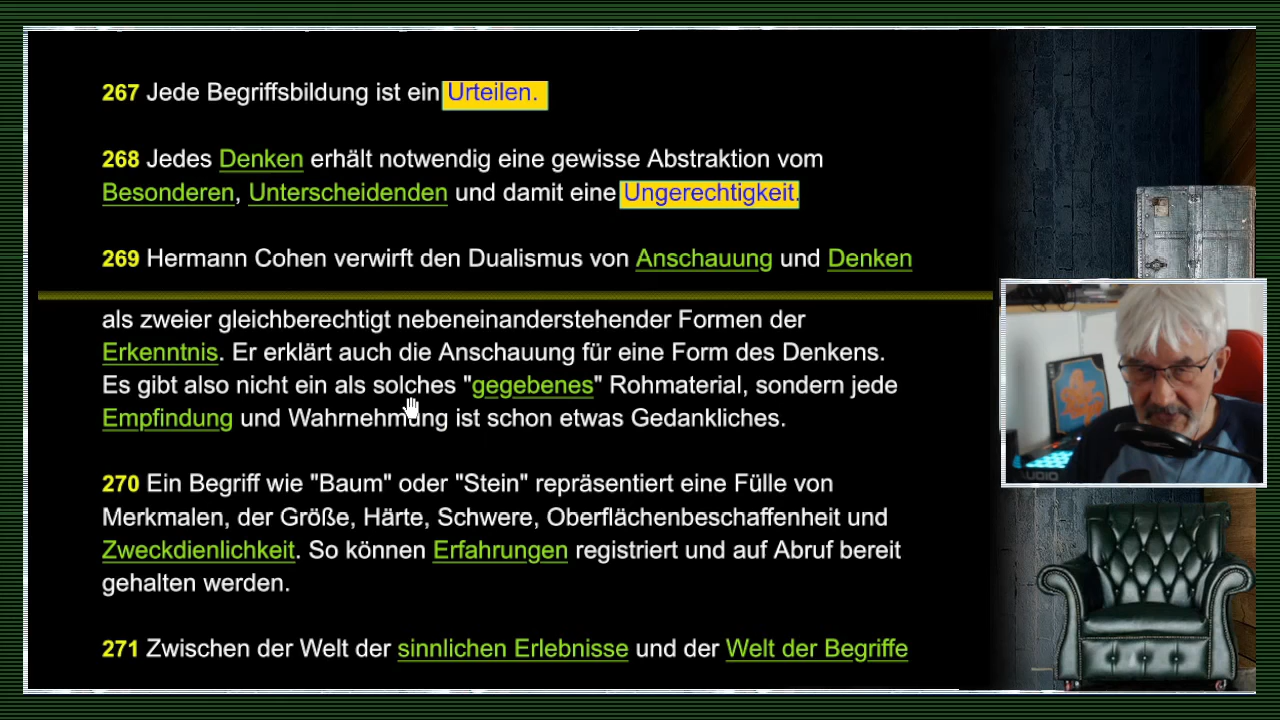 267 Jede Begriffsbildung ist ein Urteilen.
268 Jedes Denken erhält notwendig eine gewisse Abstraktion vom
Besonderen, Unterscheidenden und damit eine Ungerechtigkeit.
269 Hermann Cohen verwirft den Dualismus von Anschauung und Denken
als zweier gleichberechtigt nebeneinanderstehender Formen der
Erkenntnis. Er erklärt auch die Anschauung für eine Form des Denkens.
Es gibt also nicht ein als solches "gegebenes" Rohmaterial, sondern jede
Empfindung und Wahrnehmung ist schon etwas Gedankliches.
270 Ein Begriff wie "Baum" oder "Stein" repräsentiert eine Fülle von
Merkmalen, der Größe, Härte, Schwere, Oberflächenbeschaffenheit und
Zweckdienlichkeit. So können Erfahrungen registriert und auf Abruf bereit
gehalten werden.
271 Zwischen der Welt der sinnlichen Erlebnisse und der Welt der Begriffe